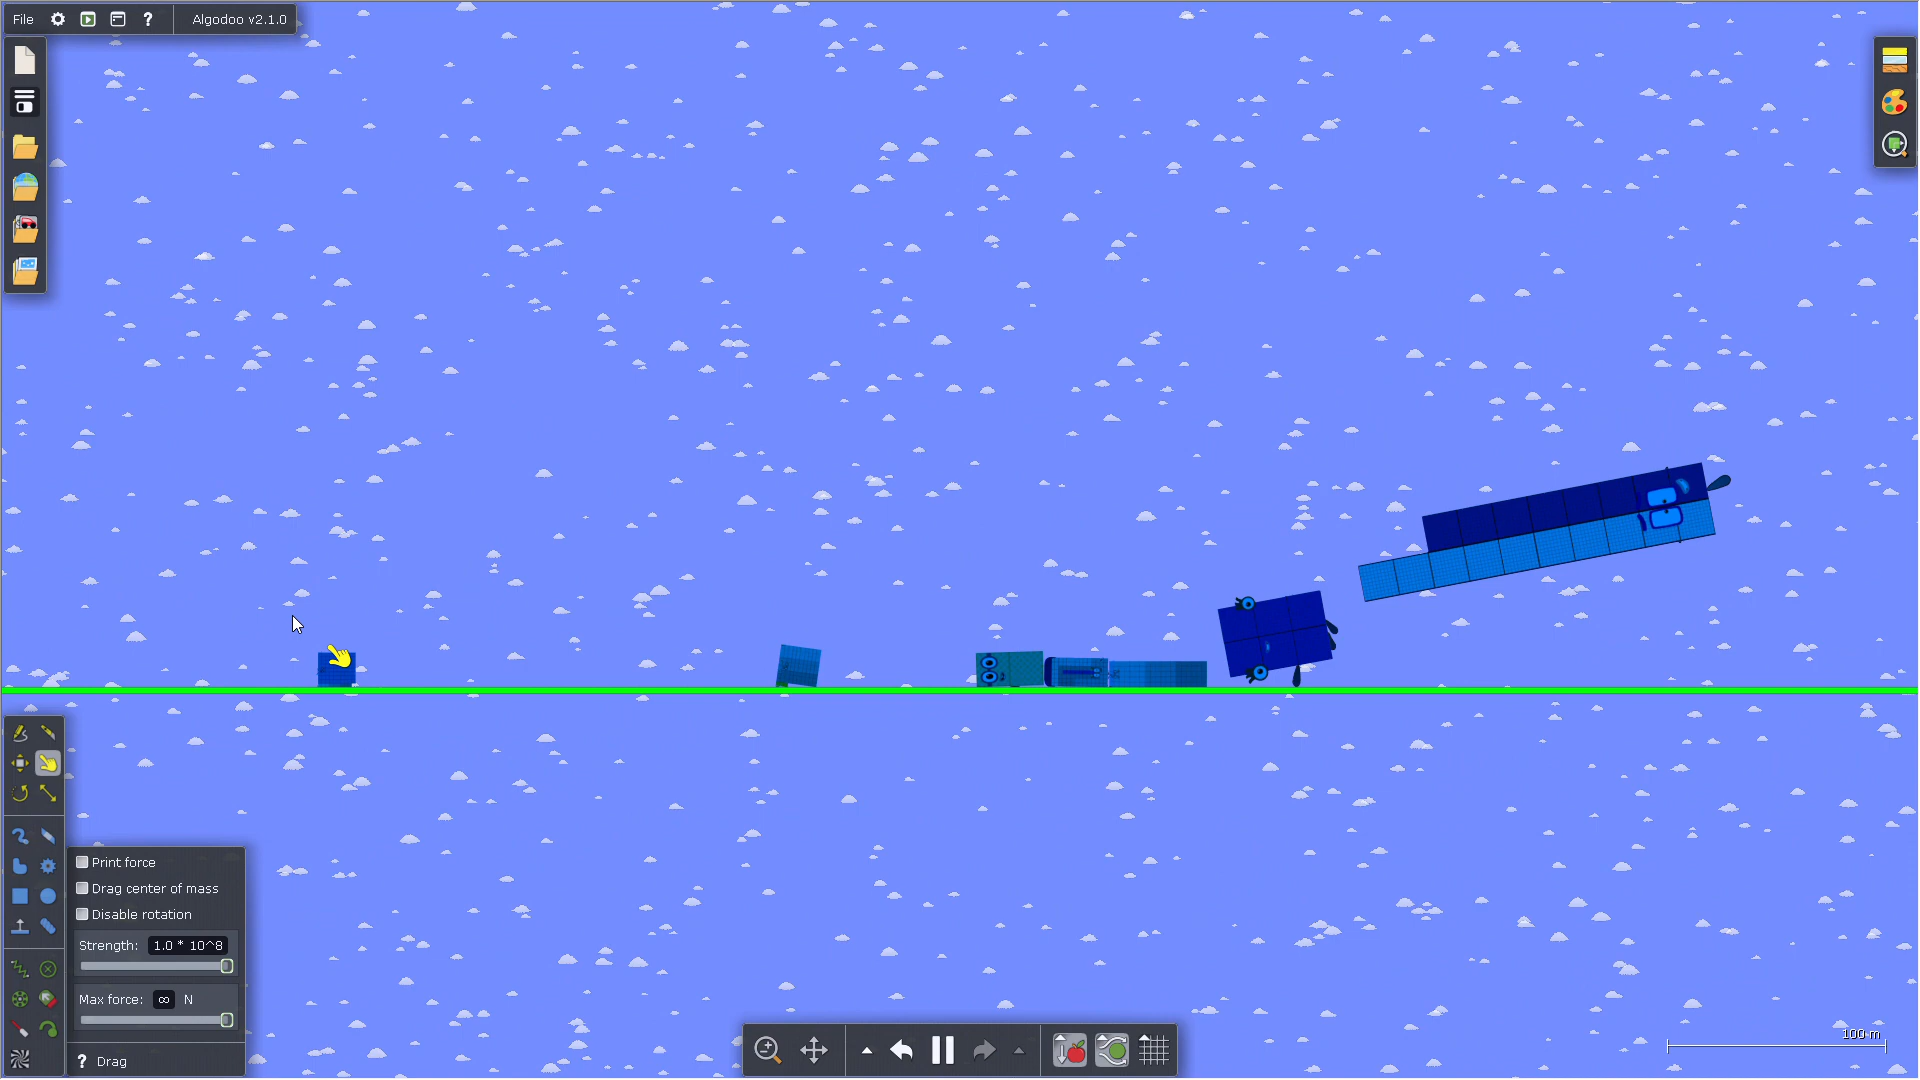 File ? Algodoo v2.1.0
Print force
Drag center of mass
Disable rotation
Strength: 1.0 * 10^8
Max force: ∞ N
? Drag
100 m